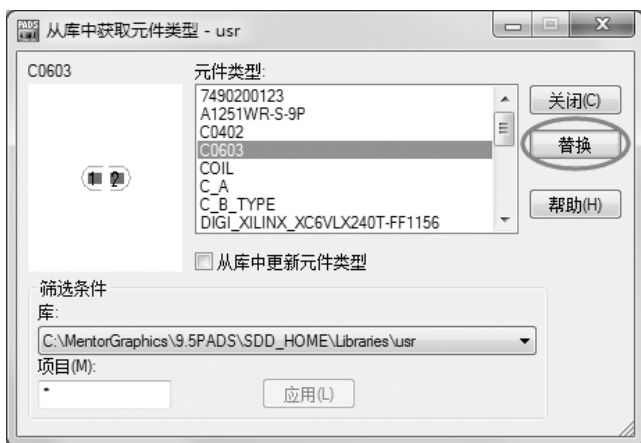 从库中获取元件类型 - usr
C0603
元件类型:
7490200123
A1251WR-S-9P
C0402
C0603
COIL
C_A
C_B_TYPE
DIGI_XILINX_XC6VLX240T-FF1156
关闭(C)
替换
帮助(H)
1 2
从库中更新元件类型
筛选条件
库:
C:\MentorGraphics\9.5PADS\SDD_HOME\Libraries\usr
项目(M):
*
应用(L)